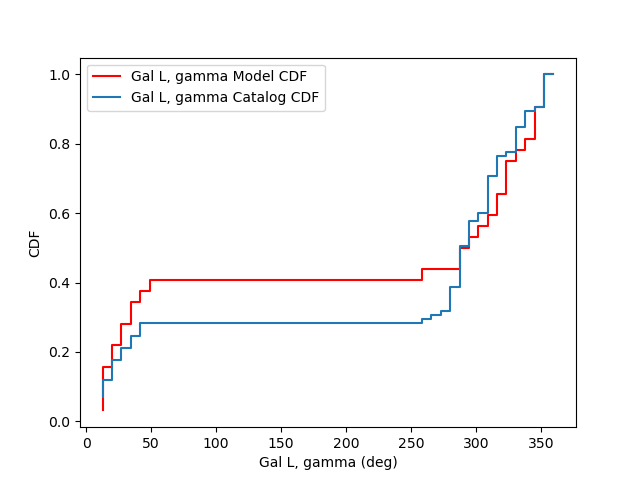 Gal L, gamma Model CDF
Gal L, gamma Catalog CDF
1.0
0.8
0.6
0.4
0.2
0.0
CDF
0 50 100 150 200 250 300 350
Gal L, gamma (deg)